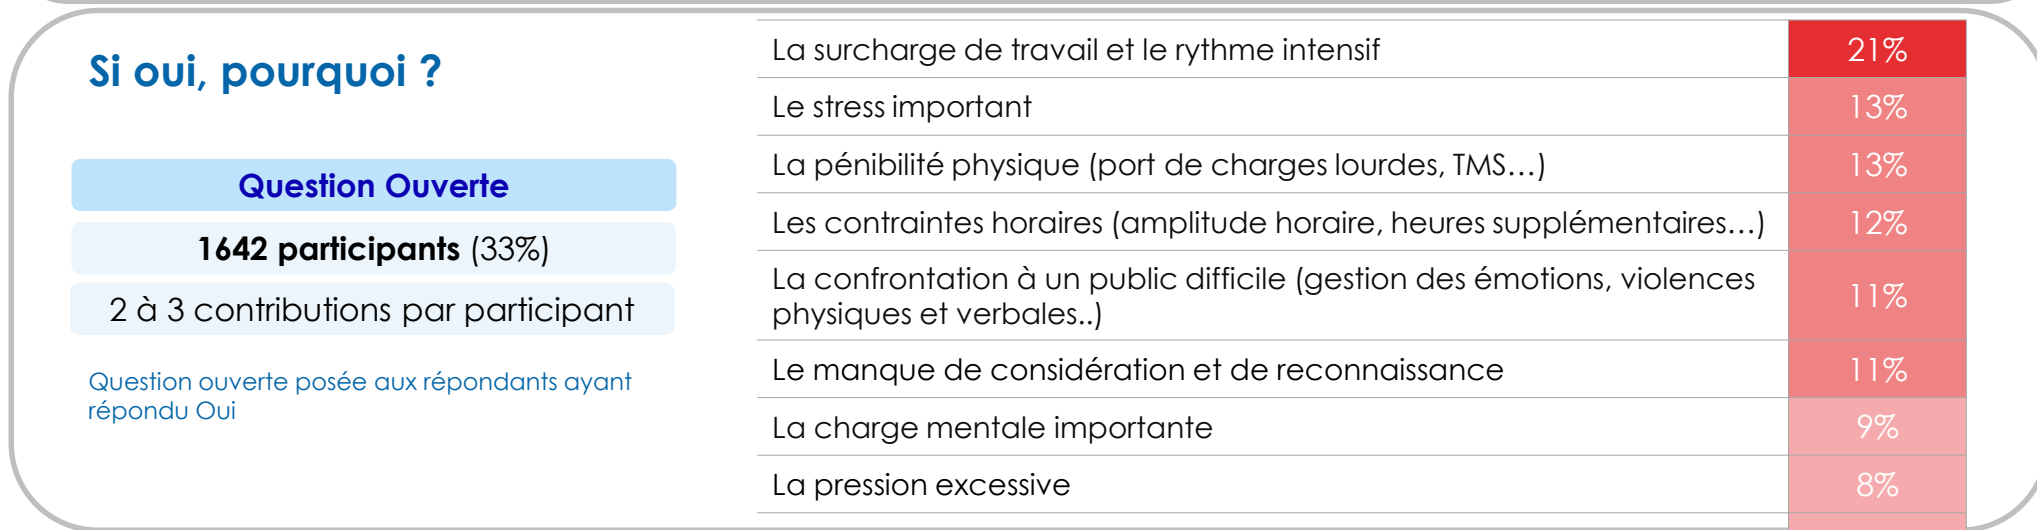 Si oui, pourquoi ?
Question Ouverte
1642 participants (33%)
2 à 3 contributions par participant
Question ouverte posée aux répondants ayant
répondu Oui
La surcharge de travail et le rythme intensif 21%
Le stress important 13%
La pénibilité physique (port de charges lourdes, TMS…) 13%
Les contraintes horaires (amplitude horaire, heures supplémentaires…) 12%
La confrontation à un public difficile (gestion des émotions, violences
physiques et verbales..) 11%
Le manque de considération et de reconnaissance 11%
La charge mentale importante 9%
La pression excessive 8%